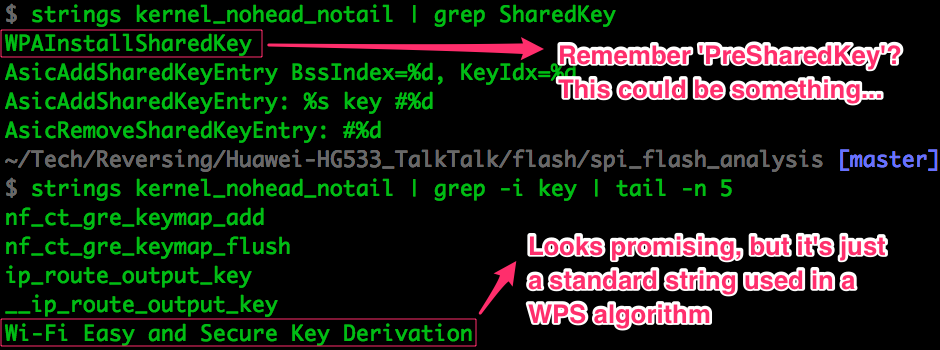 $ strings kernel_nohead_notail | grep SharedKey
WPAInstallSharedKey
Remember 'PreSharedKey'?
AsicAddSharedKeyEntry BssIndex=%d, KeyIdx=%d
This could be something...
AsicAddSharedKeyEntry: %s key #%d
AsicRemoveSharedKeyEntry: #%d
~/Tech/Reversing/Huawei-HG533_TalkTalk/flash/spi_flash_analysis [master]
$ strings kernel_nohead_notail | grep -i key | tail -n 5
nf_ct_gre_keymap_add
nf_ct_gre_keymap_flush
ip_route_output_key
__ip_route_output_key
Wi-Fi Easy and Secure Key Derivation
Looks promising, but it's just
a standard string used in a
WPS algorithm